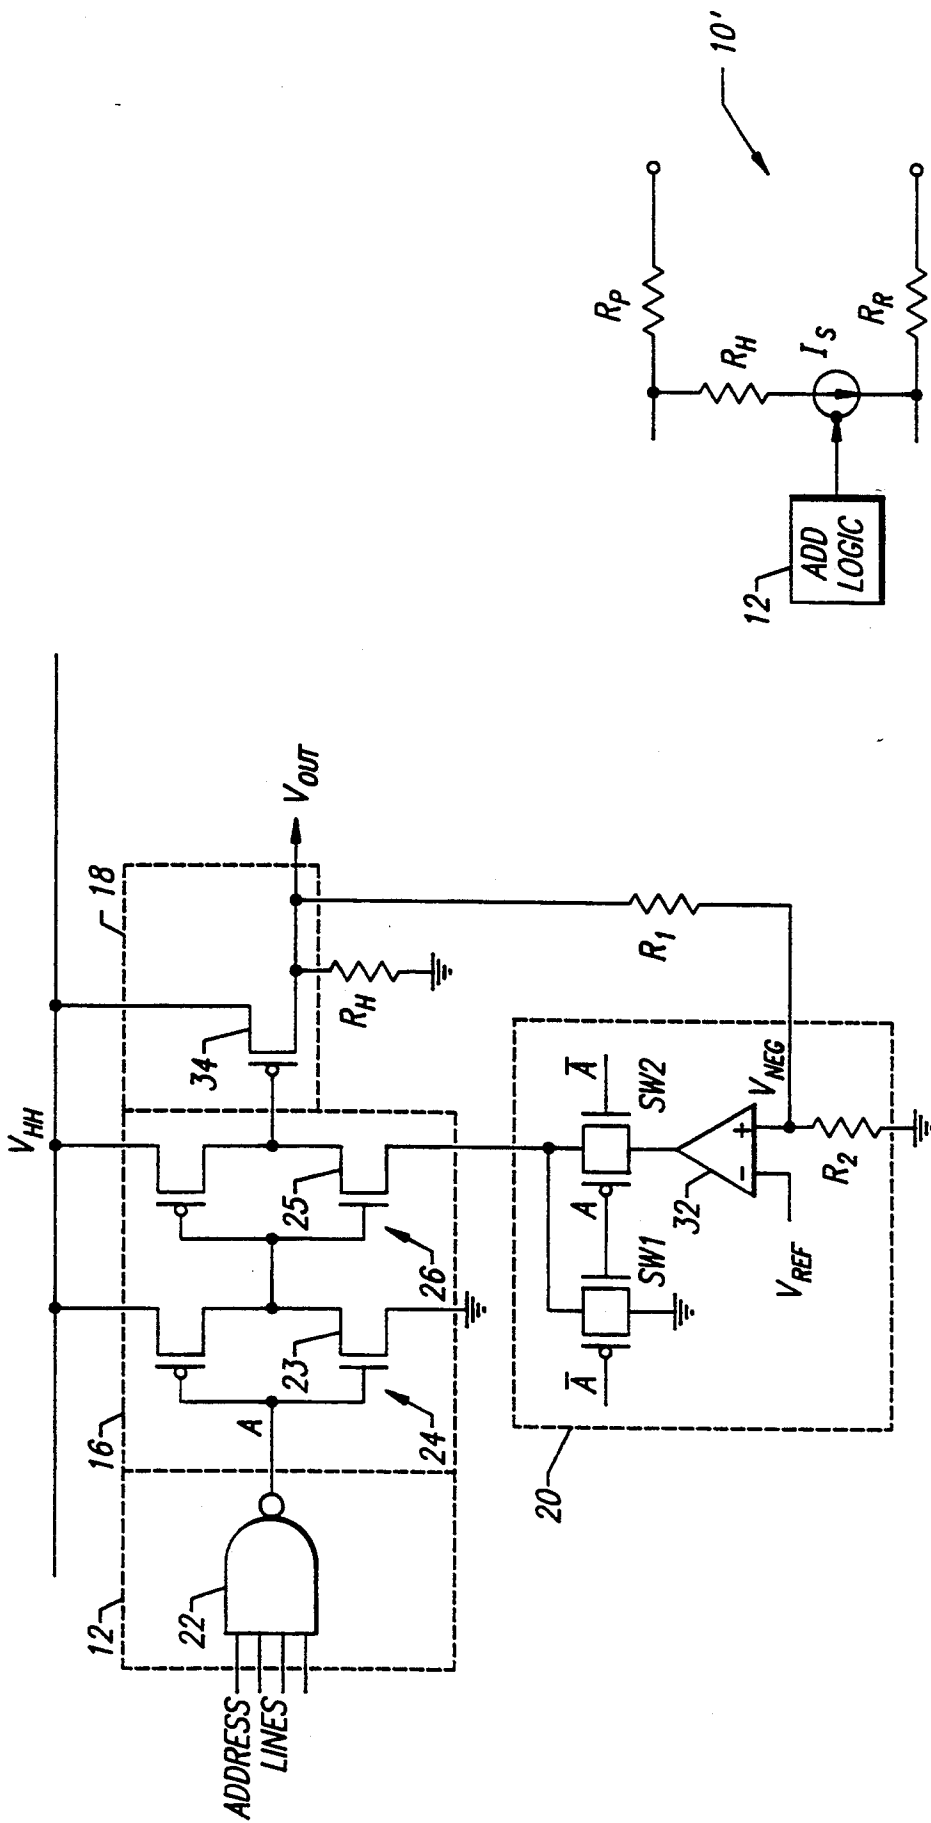 V_HH
16
18
12
22
A
23
25
34
V_OUT
R_H
ADDRESS
LINES
24
26
R_1
20
Ā
SW1
A
SW2
Ā
32
-
+
V_NEG
V_REF
R_2
10'
R_P
R_H
I_S
R_R
12
ADD
LOGIC